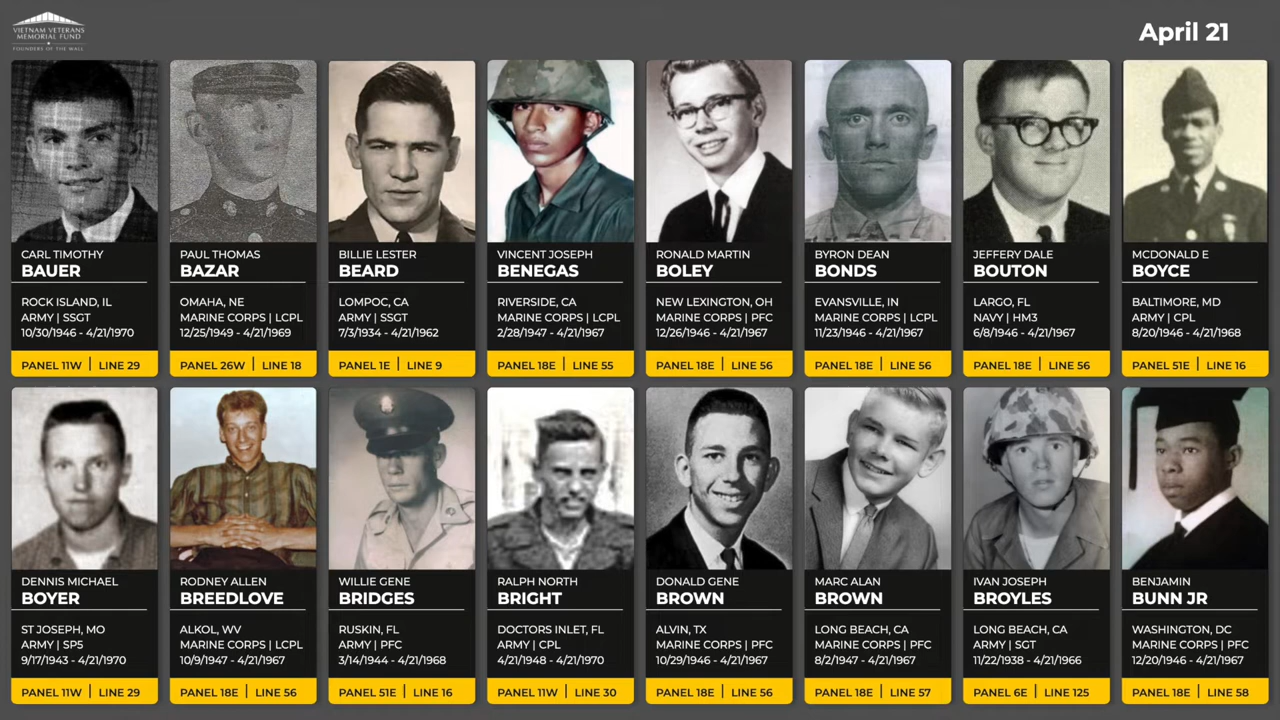 VIETNAM VETERANS
MEMORIAL FUND
FOUNDERS OF THE WALL
April 21
CARL TIMOTHY
BAUER
ROCK ISLAND, IL
ARMY | SSGT
10/30/1946 - 4/21/1970
PANEL 11W | LINE 29
PAUL THOMAS
BAZAR
OMAHA, NE
MARINE CORPS | LCPL
12/25/1949 - 4/21/1969
PANEL 26W | LINE 18
BILLIE LESTER
BEARD
LOMPOC, CA
ARMY | SSGT
7/3/1934 - 4/21/1962
PANEL 1E | LINE 9
VINCENT JOSEPH
BENEGAS
RIVERSIDE, CA
MARINE CORPS | LCPL
2/28/1947 - 4/21/1967
PANEL 18E | LINE 55
RONALD MARTIN
BOLEY
NEW LEXINGTON, OH
MARINE CORPS | PFC
12/26/1946 - 4/21/1967
PANEL 18E | LINE 56
BYRON DEAN
BONDS
EVANSVILLE, IN
MARINE CORPS | LCPL
11/23/1946 - 4/21/1967
PANEL 18E | LINE 56
JEFFERY DALE
BOUTON
LARGO, FL
NAVY | HM3
6/8/1946 - 4/21/1967
PANEL 18E | LINE 56
MCDONALD E
BOYCE
BALTIMORE, MD
ARMY | CPL
8/20/1946 - 4/21/1968
PANEL 51E | LINE 16
DENNIS MICHAEL
BOYER
ST JOSEPH, MO
ARMY | SP5
9/17/1943 - 4/21/1970
PANEL 11W | LINE 29
RODNEY ALLEN
BREEDLOVE
ALKOL, WV
MARINE CORPS | LCPL
10/9/1947 - 4/21/1967
PANEL 18E | LINE 56
WILLIE GENE
BRIDGES
RUSKIN, FL
ARMY | PFC
3/14/1944 - 4/21/1968
PANEL 51E | LINE 16
RALPH NORTH
BRIGHT
DOCTORS INLET, FL
ARMY | CPL
4/21/1948 - 4/21/1970
PANEL 11W | LINE 30
DONALD GENE
BROWN
ALVIN, TX
MARINE CORPS | PFC
10/29/1946 - 4/21/1967
PANEL 18E | LINE 56
MARC ALAN
BROWN
LONG BEACH, CA
MARINE CORPS | PFC
8/2/1947 - 4/21/1967
PANEL 18E | LINE 57
IVAN JOSEPH
BROYLES
LONG BEACH, CA
ARMY | SGT
11/22/1938 - 4/21/1966
PANEL 6E | LINE 125
BENJAMIN
BUNN JR
WASHINGTON, DC
MARINE CORPS | PFC
12/20/1946 - 4/21/1967
PANEL 18E | LINE 58